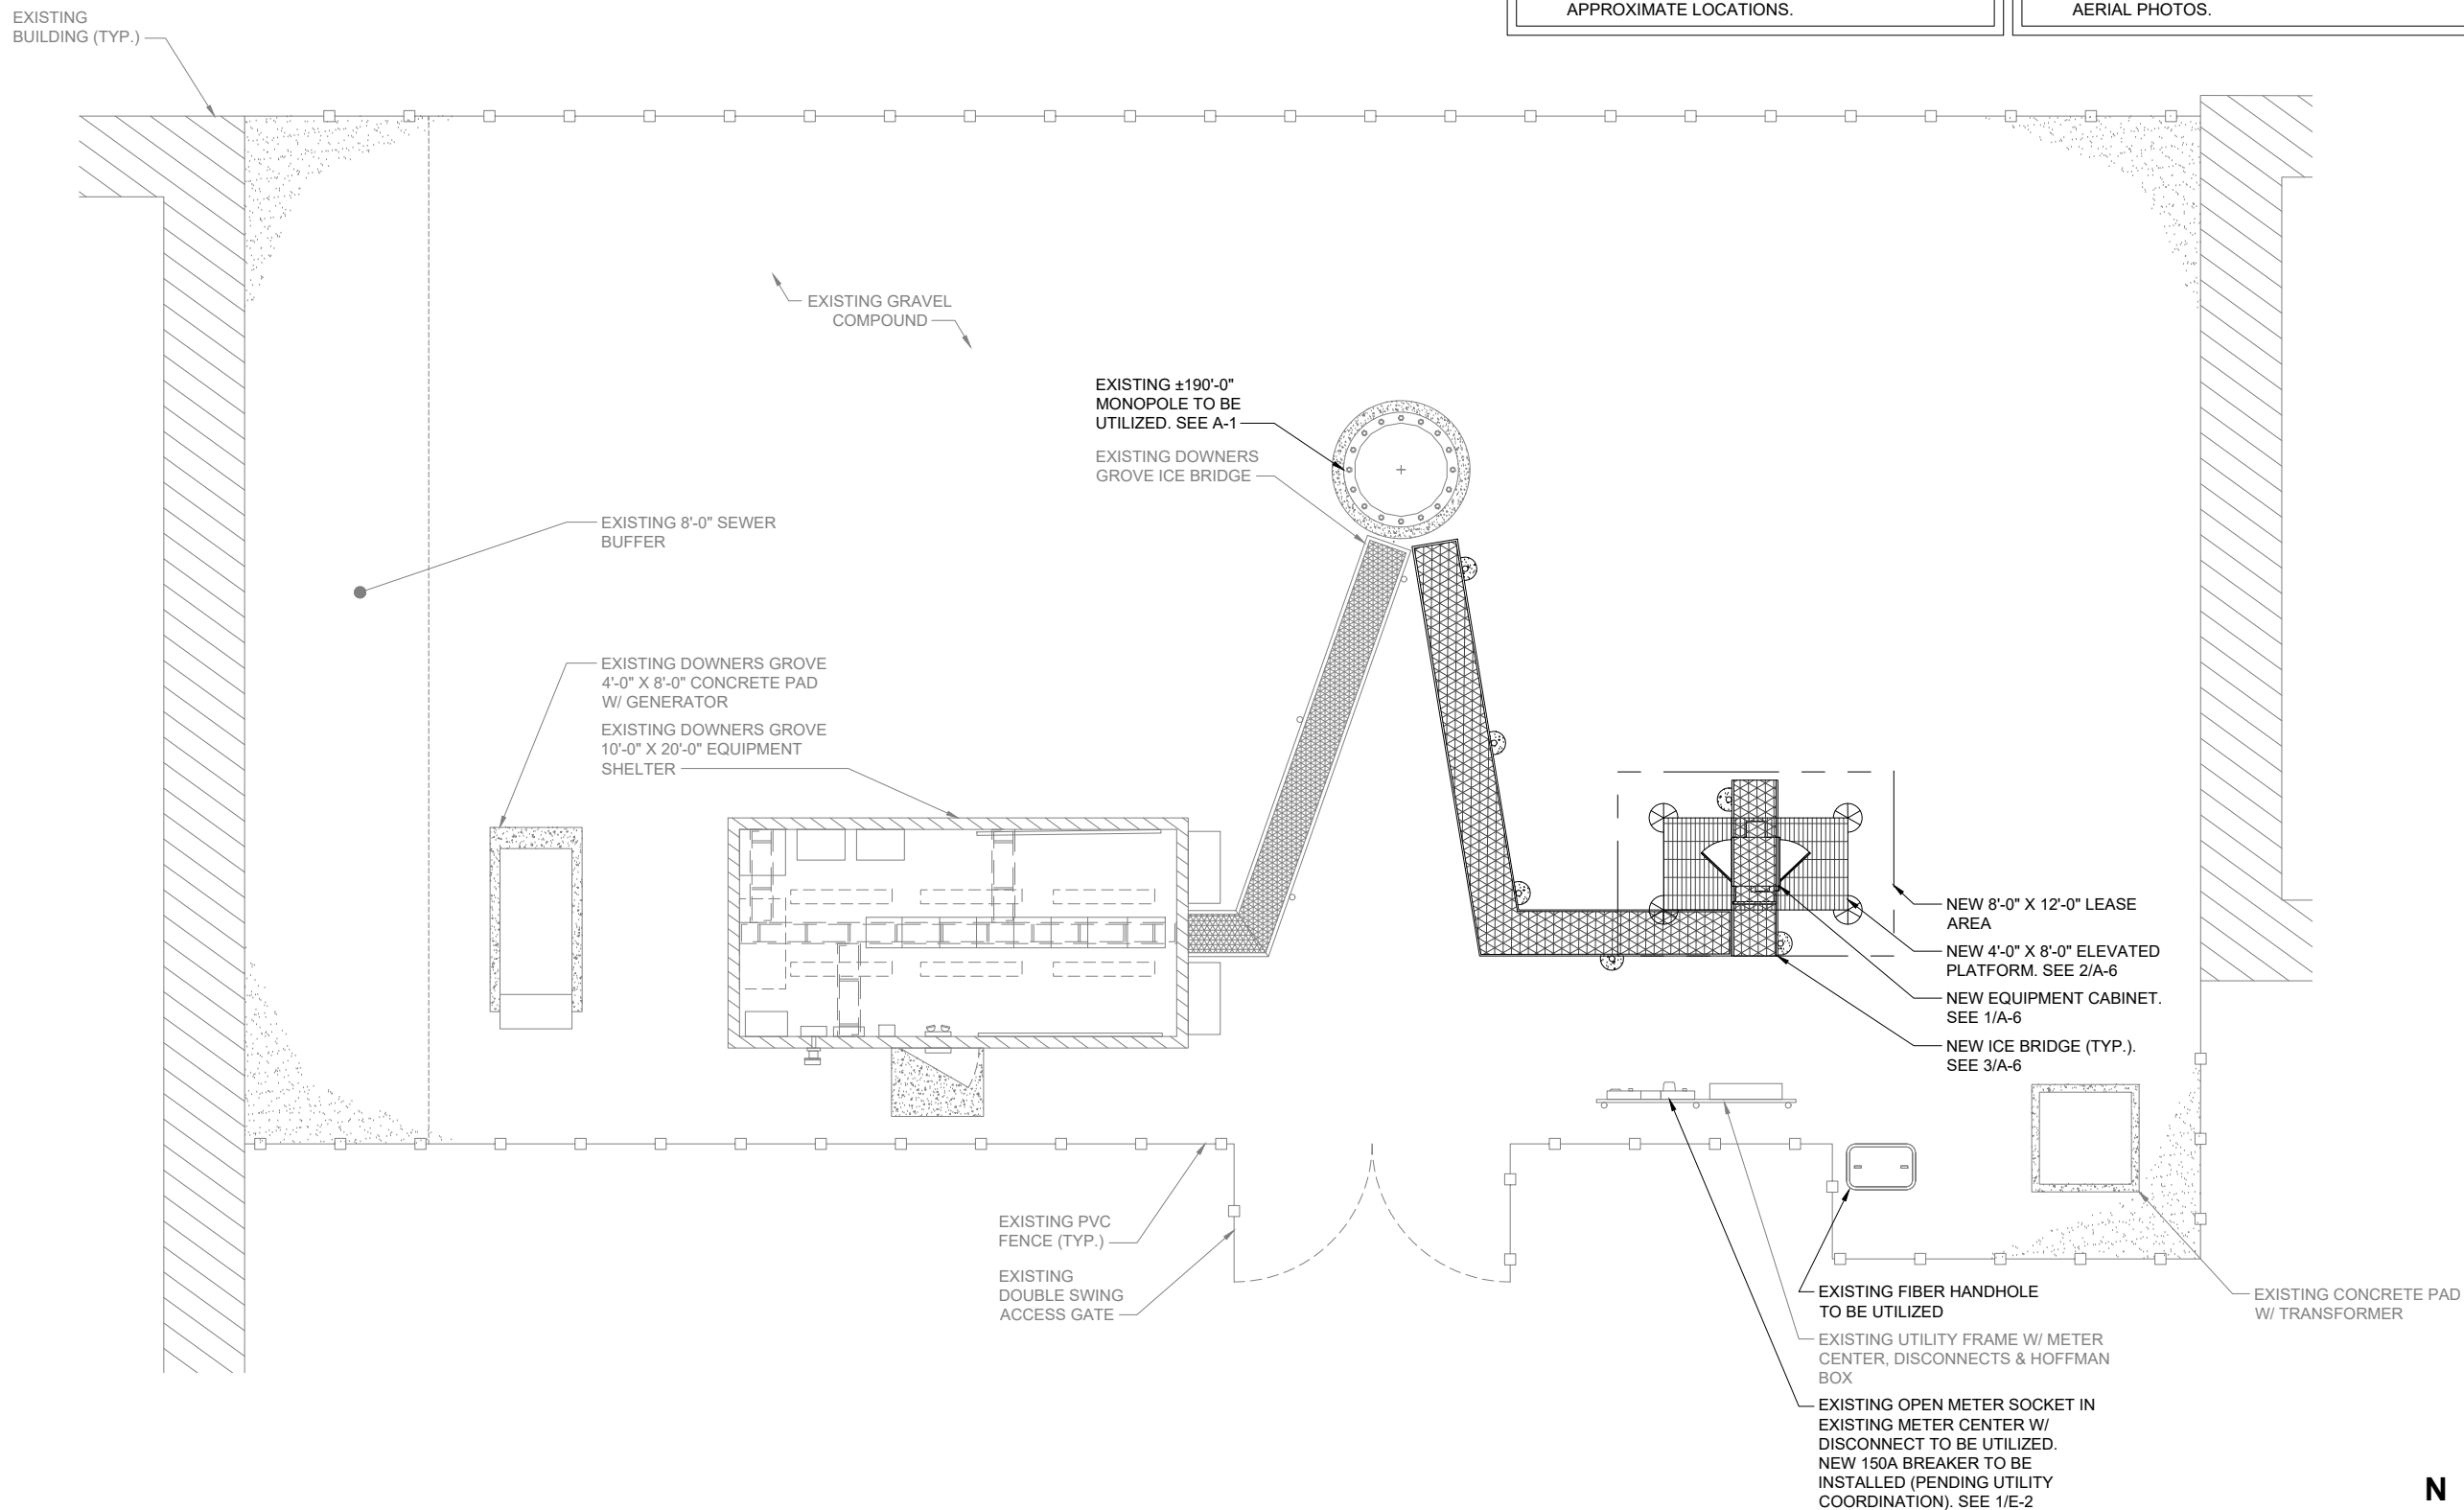 APPROXIMATE LOCATIONS.
AERIAL PHOTOS.
EXISTING
BUILDING (TYP.)
EXISTING GRAVEL
COMPOUND
EXISTING ±190'-0"
MONOPOLE TO BE
UTILIZED. SEE A-1
EXISTING DOWNERS
GROVE ICE BRIDGE
EXISTING 8'-0" SEWER
BUFFER
EXISTING DOWNERS GROVE
4'-0" X 8'-0" CONCRETE PAD
W/ GENERATOR
EXISTING DOWNERS GROVE
10'-0" X 20'-0" EQUIPMENT
SHELTER
NEW 8'-0" X 12'-0" LEASE
AREA
NEW 4'-0" X 8'-0" ELEVATED
PLATFORM. SEE 2/A-6
NEW EQUIPMENT CABINET.
SEE 1/A-6
NEW ICE BRIDGE (TYP.).
SEE 3/A-6
EXISTING PVC
FENCE (TYP.)
EXISTING
DOUBLE SWING
ACCESS GATE
EXISTING FIBER HANDHOLE
TO BE UTILIZED
EXISTING UTILITY FRAME W/ METER
CENTER, DISCONNECTS & HOFFMAN
BOX
EXISTING OPEN METER SOCKET IN
EXISTING METER CENTER W/
DISCONNECT TO BE UTILIZED.
NEW 150A BREAKER TO BE
INSTALLED (PENDING UTILITY
COORDINATION). SEE 1/E-2
EXISTING CONCRETE PAD
W/ TRANSFORMER
N